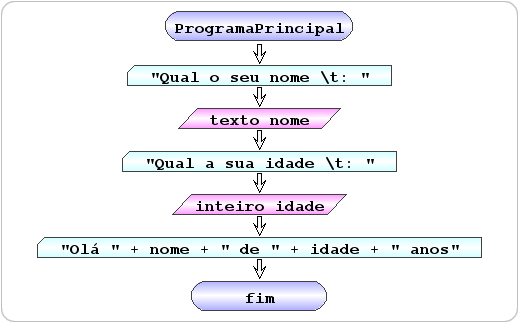 ProgramaPrincipal
"Qual o seu nome \t: "
texto nome
"Qual a sua idade \t: "
inteiro idade
"Olá " + nome + " de " + idade + " anos"
fim